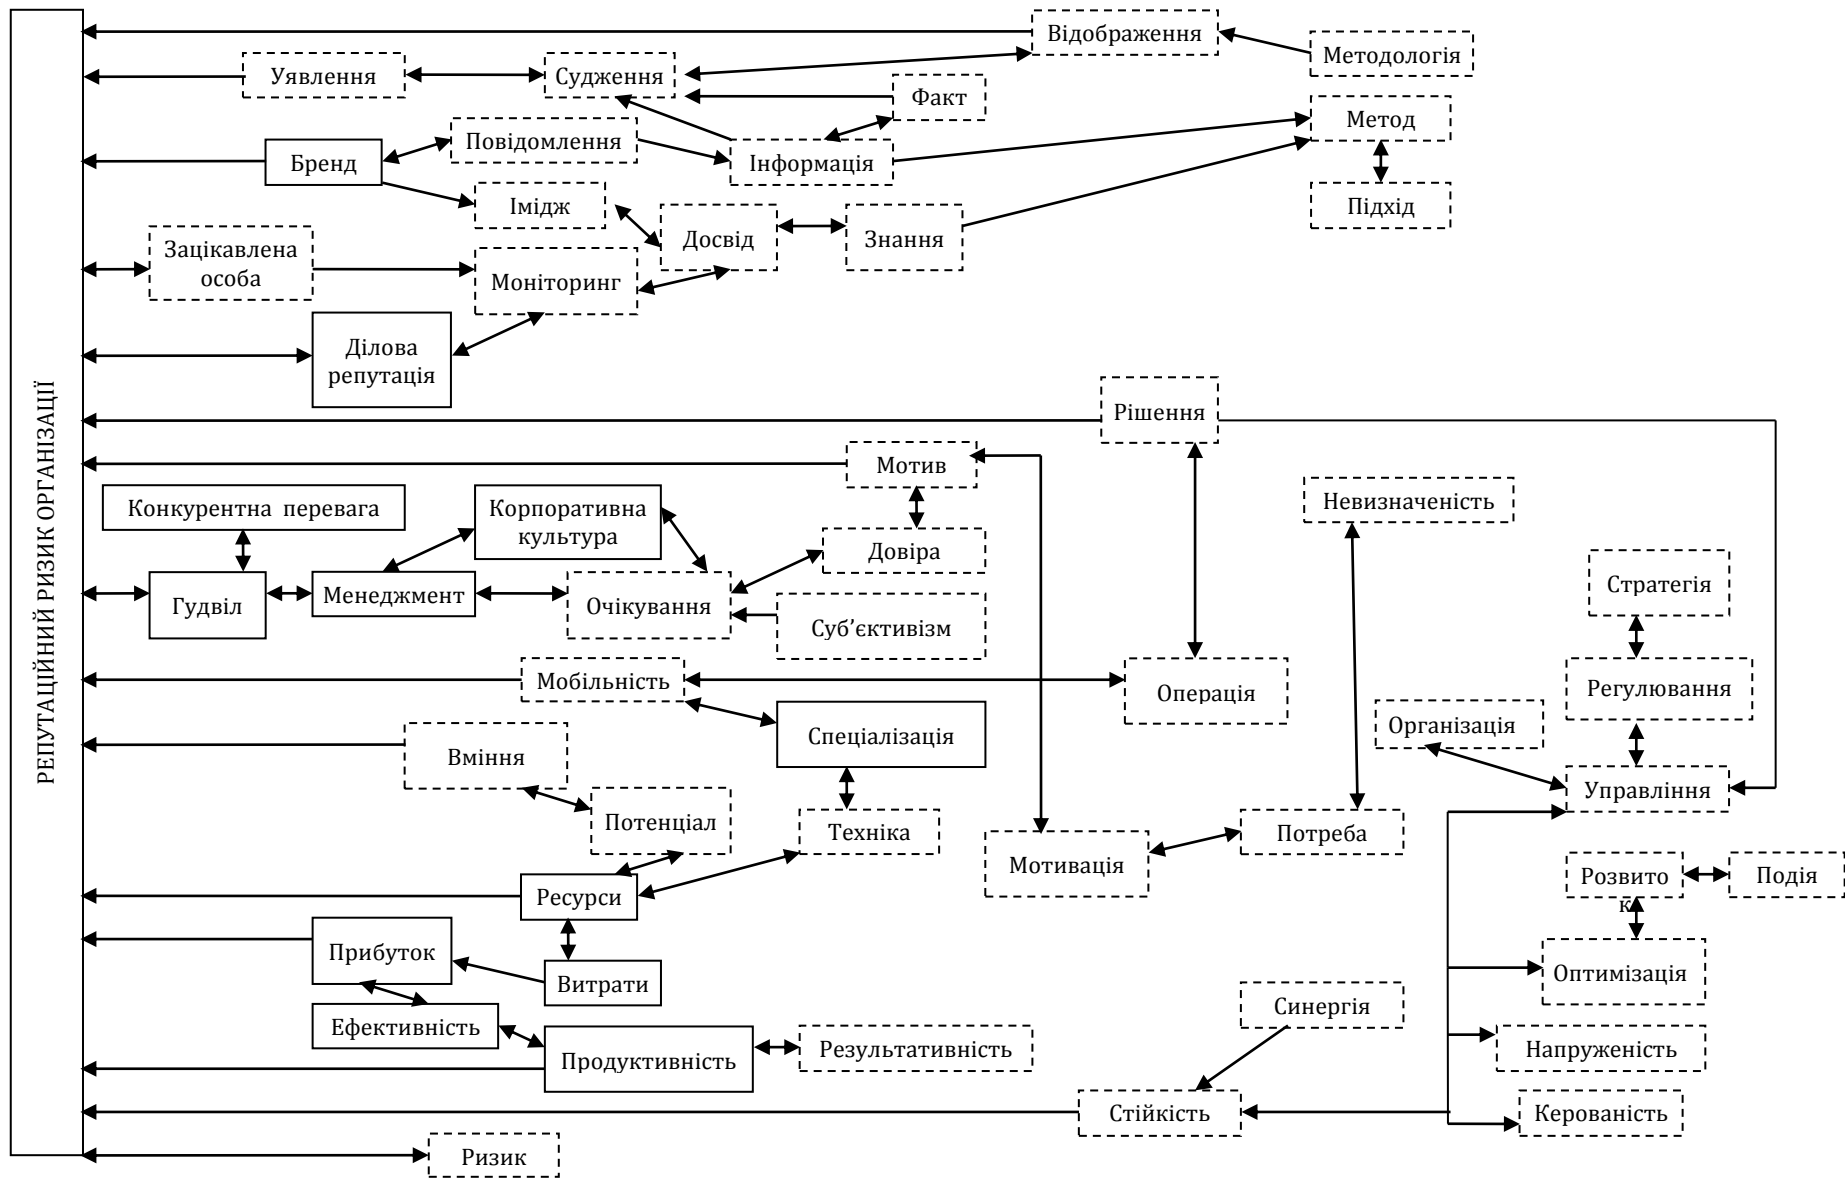 РЕПУТАЦІЙНИЙ РИЗИК ОРГАНІЗАЦІЇ
Відображення
Методологія
Уявлення
Судження
Факт
Метод
Повідомлення
Бренд
Інформація
Імідж
Підхід
Досвід
Знання
Зацікавлена
особа
Моніторинг
Ділова
репутація
Рішення
Мотив
Невизначеність
Конкурентна перевага
Корпоративна
культура
Довіра
Стратегія
Гудвіл
Менеджмент
Очікування
Суб’єктивізм
Мобільність
Операція
Регулювання
Організація
Спеціалізація
Вміння
Управління
Потенціал
Техніка
Потреба
Мотивація
Розвито
к
Подія
Ресурси
Прибуток
Витрати
Оптимізація
Синергія
Ефективність
Продуктивність
Результативність
Напруженість
Стійкість
Керованість
Ризик